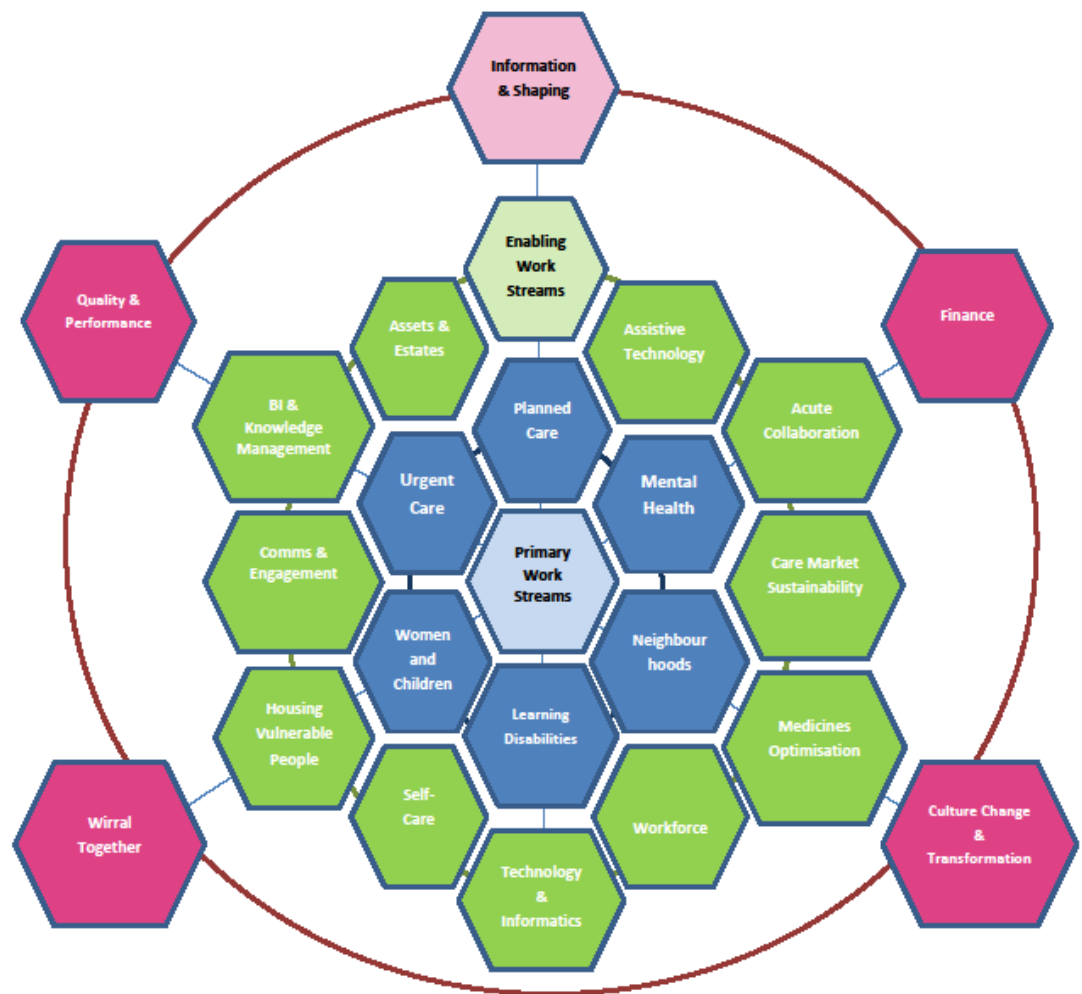 Information
& Shaping
Enabling
Work
Streams
Quality &
Performance
Finance
Assets &
Estates
Assistive
Technology
BI &
Knowledge
Management
Planned
Care
Acute
Collaboration
Urgent
Care
Mental
Health
Comms &
Engagement
Primary
Work
Streams
Care Market
Sustainability
Women
and
Children
Neighbour
hoods
Housing
Vulnerable
People
Learning
Disabilities
Medicines
Optimisation
Self-
Care
Workforce
Wirral
Together
Culture Change
&
Transformation
Technology
&
Informatics